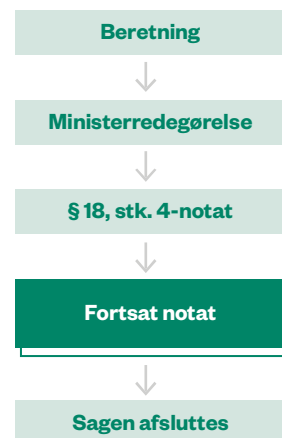 Beretning
Ministerredegørelse
§ 18, stk. 4-notat
Fortsat notat
Sagen afsluttes